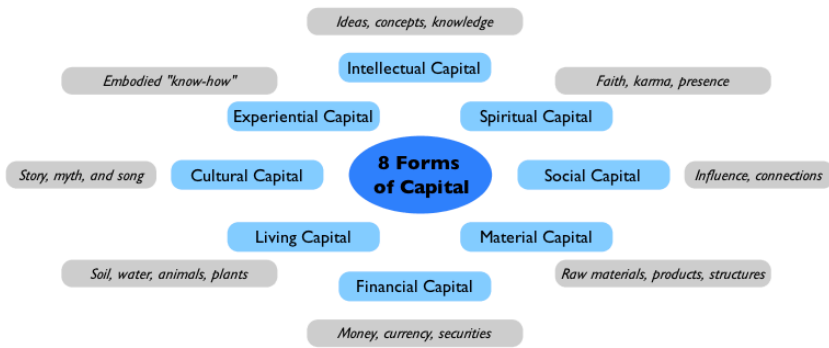 Ideas, concepts, knowledge
Intellectual Capital
Embodied "know-how"
Faith, karma, presence
Experiential Capital
Spiritual Capital
8 Forms
of Capital
Story, myth, and song
Cultural Capital
Social Capital
Influence, connections
Living Capital
Material Capital
Soil, water, animals, plants
Financial Capital
Raw materials, products, structures
Money, currency, securities